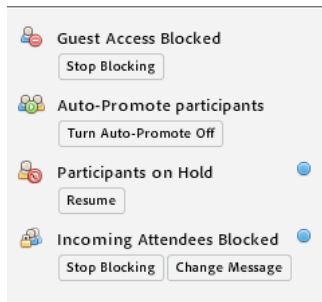 Guest Access Blocked
Stop Blocking
Auto-Promote participants
Turn Auto-Promote Off
Participants on Hold
Resume
Incoming Attendees Blocked
Stop Blocking Change Message